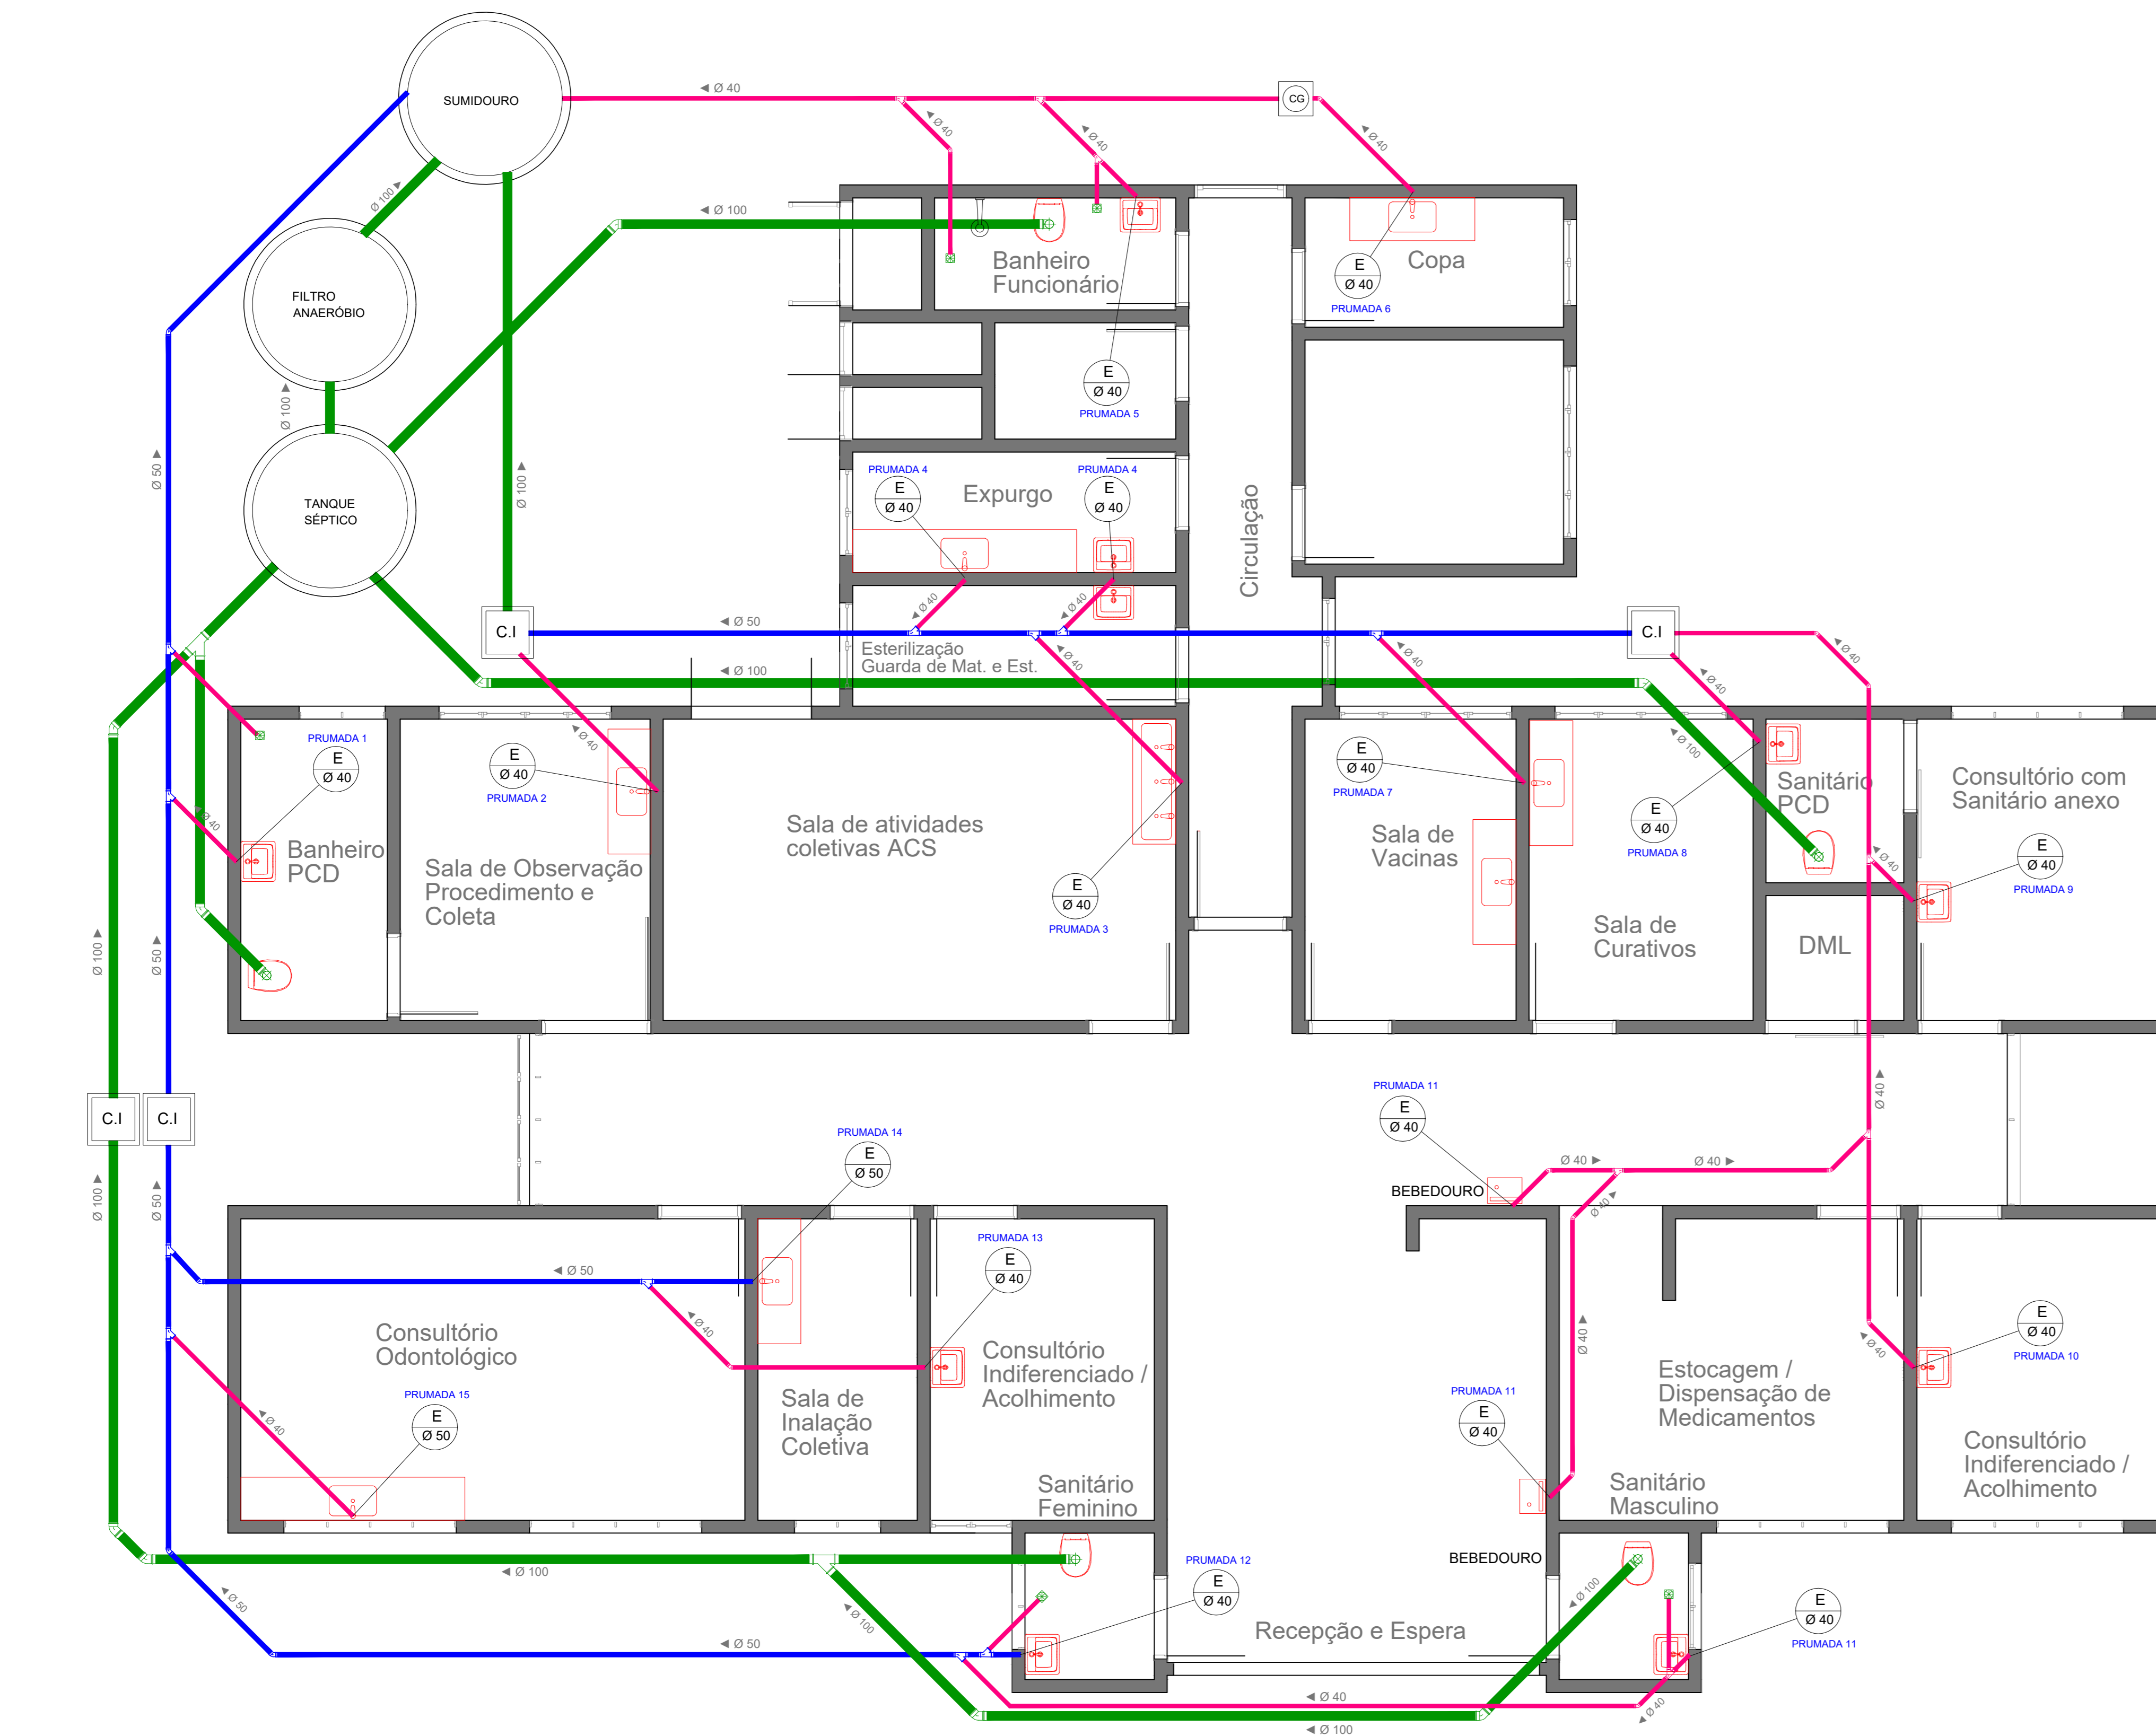 ◄ Ø 40
SUMIDOURO
CG
◄ Ø 40
◄ Ø 40
◄ Ø 40
Ø 100 ►
◄ Ø 100
Banheiro
Funcionário
Copa
E
Ø 40
PRUMADA 6
FILTRO
ANAERÓBIO
E
Ø 40
PRUMADA 5
Ø 100 ►
Ø 50 ►
Ø 100 ►
TANQUE
SÉPTICO
PRUMADA 4
E
Ø 40
Expurgo
PRUMADA 4
E
Ø 40
Circulação
◄ Ø 40
◄ Ø 40
C.I
◄ Ø 50
C.I
Esterilização
Guarda de Mat. e Est.
◄ Ø 40
◄ Ø 40
◄ Ø 40
◄ Ø 40
◄ Ø 100
PRUMADA 1
E
Ø 40
◄ Ø 40
E
Ø 40
PRUMADA 2
◄ Ø 40
Banheiro
PCD
Sala de Observação
Procedimento e
Coleta
Sala de atividades
coletivas ACS
E
Ø 40
PRUMADA 3
E
Ø 40
PRUMADA 7
Sala de
Vacinas
◄ Ø 100
E
Ø 40
PRUMADA 8
Sala de
Curativos
Sanitário
PCD
DML
Consultório com
Sanitário anexo
◄ Ø 40
E
Ø 40
PRUMADA 9
Ø 100 ►
Ø 50 ►
C.I
C.I
PRUMADA 11
E
Ø 40
Ø 40 ►
PRUMADA 14
E
Ø 50
Ø 40 ►
Ø 40 ►
BEBEDOURO
Ø 40 ►
Ø 100 ►
Ø 50 ►
PRUMADA 13
E
Ø 40
◄ Ø 50
◄ Ø 40
Consultório
Odontológico
Consultório
Indiferenciado /
Acolhimento
Ø 40 ►
◄ Ø 40
E
Ø 40
PRUMADA 10
Estocagem /
Dispensação de
Medicamentos
PRUMADA 15
E
Ø 50
◄ Ø 40
Sala de
Inalação
Coletiva
PRUMADA 11
E
Ø 40
Consultório
Indiferenciado /
Acolhimento
Sanitário
Feminino
Sanitário
Masculino
◄ Ø 100
BEBEDOURO
PRUMADA 12
E
Ø 40
◄ Ø 50
◄ Ø 100
◄ Ø 100
E
Ø 40
PRUMADA 11
◄ Ø 50
Recepção e Espera
◄ Ø 40
◄ Ø 40
◄ Ø 100